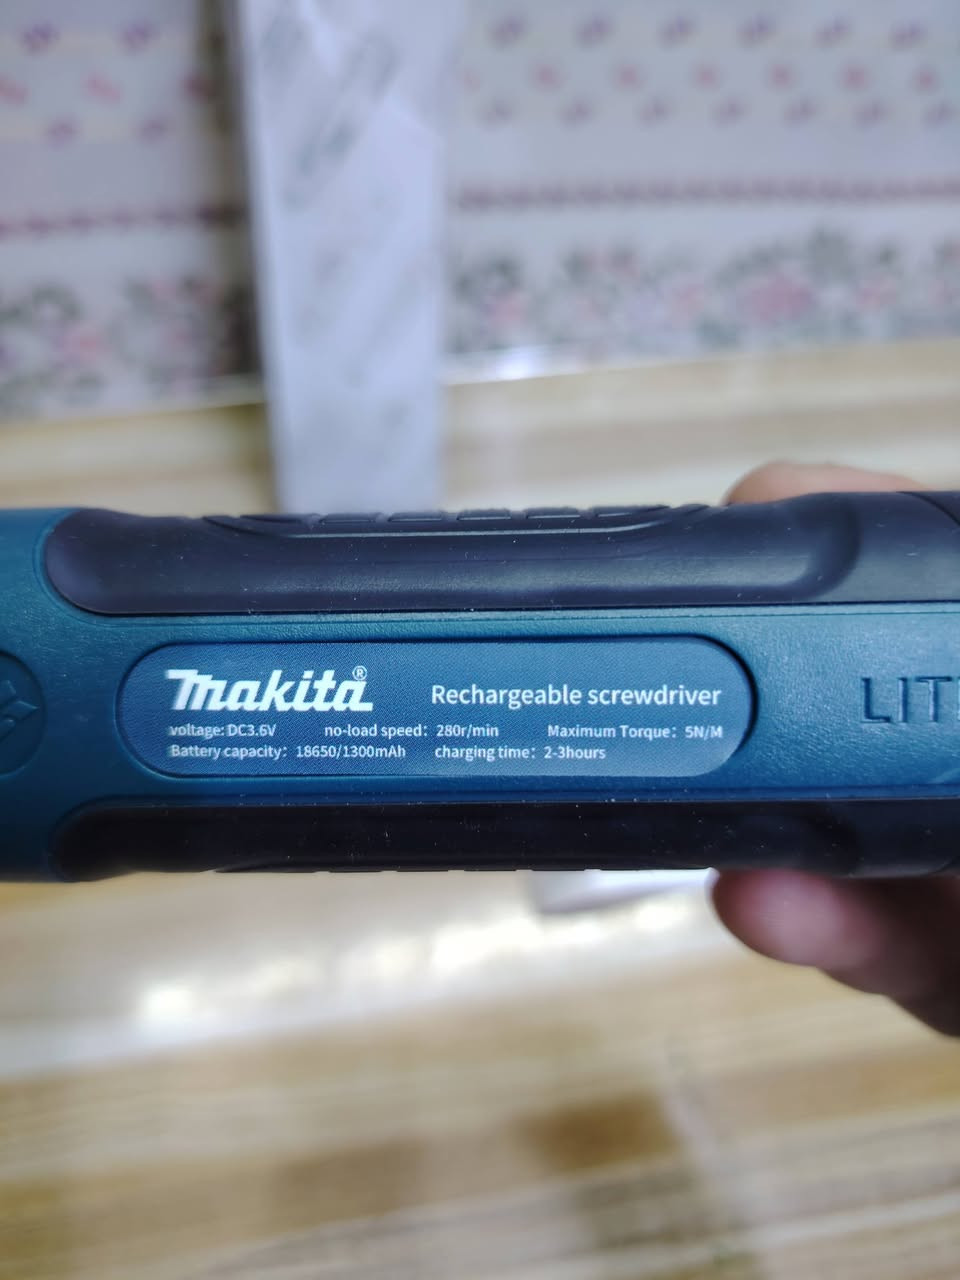 makita®
Rechargeable screwdriver
voltage: DC3.6V no-load speed: 280r/min Maximum Torque: 5N/M
Battery capacity: 18650/1300mAh charging time: 2-3hours